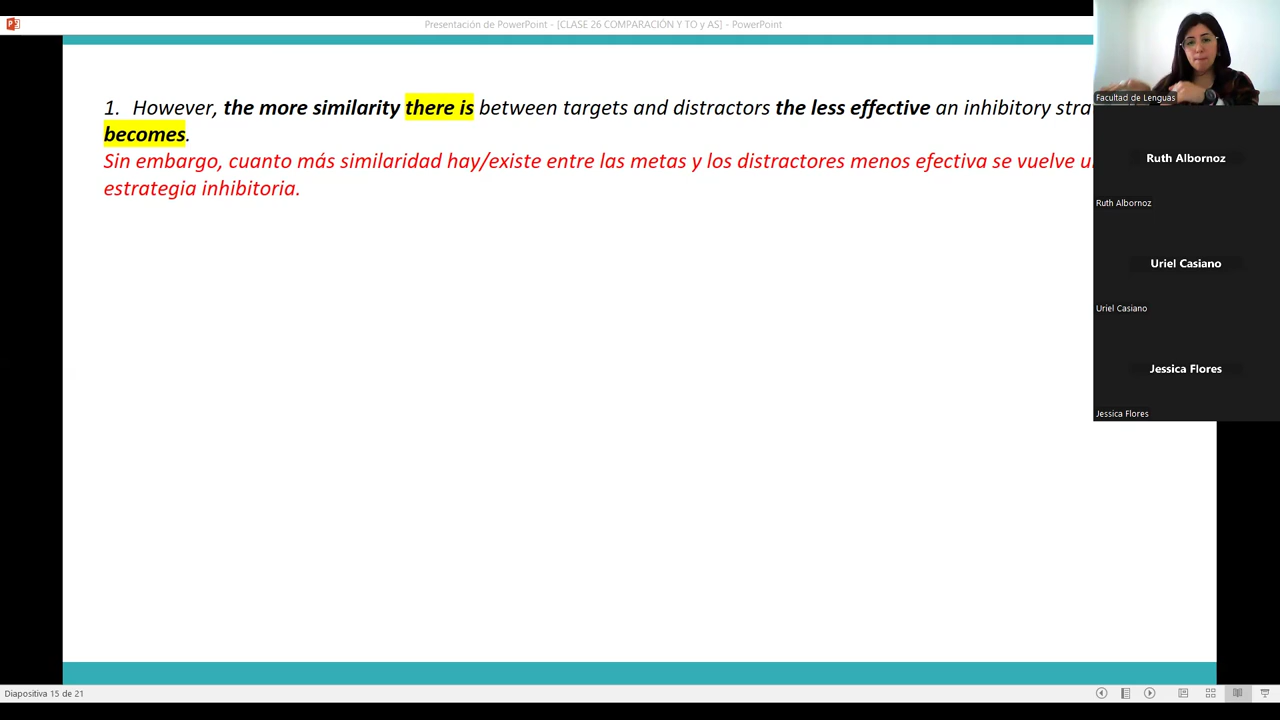 Presentación de PowerPoint - [CLASE 26 COMPARACIÓN Y TO y AS] - PowerPoint
1. However, the more similarity there is between targets and distractors the less effective an inhibitory
becomes.
Sin embargo, cuanto más similaridad hay/existe entre las metas y los distractores menos efectiva se vuelve
estrategia inhibitoria.
Facultad de Lenguas
Ruth Albornoz
Ruth Albornoz
Uriel Casiano
Uriel Casiano
Jessica Flores
Jessica Flores
Diapositiva 15 de 21